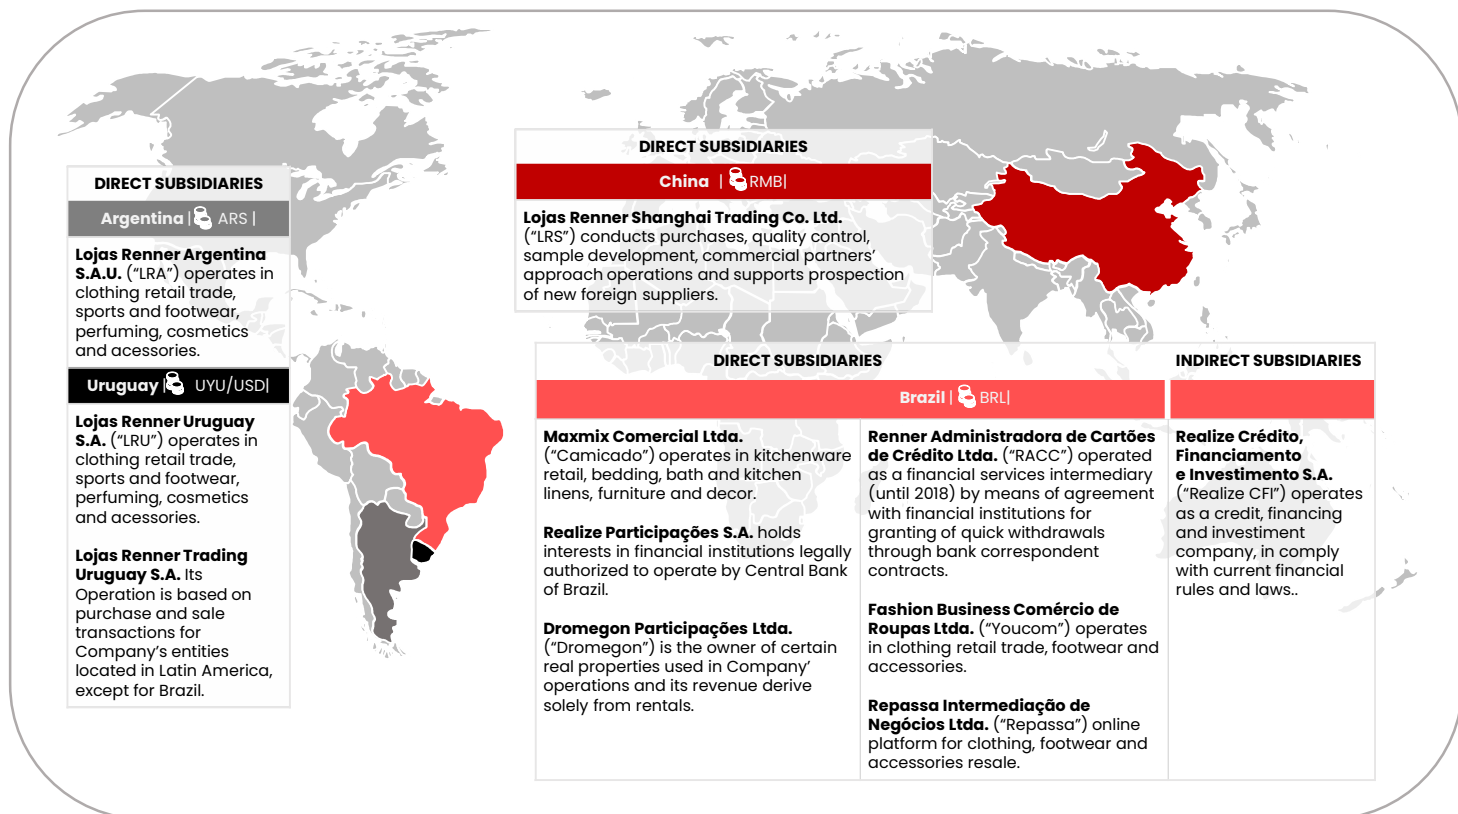 DIRECT SUBSIDIARIES
Argentina | ARS |
Lojas Renner Argentina
S.A.U. (“LRA”) operates in
clothing retail trade,
sports and footwear,
perfuming, cosmetics
and acessories.
Uruguay | UYU/USD|
Lojas Renner Uruguay
S.A. (“LRU”) operates in
clothing retail trade,
sports and footwear,
perfuming, cosmetics
and acessories.
Lojas Renner Trading
Uruguay S.A. Its
Operation is based on
purchase and sale
transactions for
Company’s entities
located in Latin America,
except for Brazil.
DIRECT SUBSIDIARIES
China | RMB|
Lojas Renner Shanghai Trading Co. Ltd.
(“LRS”) conducts purchases, quality control,
sample development, commercial partners’
approach operations and supports prospection
of new foreign suppliers.
DIRECT SUBSIDIARIES
Brazil | BRL|
Maxmix Comercial Ltda.
(“Camicado”) operates in kitchenware
retail, bedding, bath and kitchen
linens, furniture and decor.
Realize Participações S.A. holds
interests in financial institutions legally
authorized to operate by Central Bank
of Brazil.
Dromegon Participações Ltda.
(“Dromegon”) is the owner of certain
real properties used in Company’
operations and its revenue derive
solely from rentals.
Renner Administradora de Cartões
de Crédito Ltda. (“RACC”) operated
as a financial services intermediary
(until 2018) by means of agreement
with financial institutions for
granting of quick withdrawals
through bank correspondent
contracts.
Fashion Business Comércio de
Roupas Ltda. (“Youcom”) operates
in clothing retail trade, footwear and
accessories.
Repassa Intermediação de
Negócios Ltda. (“Repassa”) online
platform for clothing, footwear and
accessories resale.
INDIRECT SUBSIDIARIES
Realize Crédito,
Financiamento
e Investimento S.A.
(“Realize CFI”) operates
as a credit, financing
and investiment
company, in comply
with current financial
rules and laws..